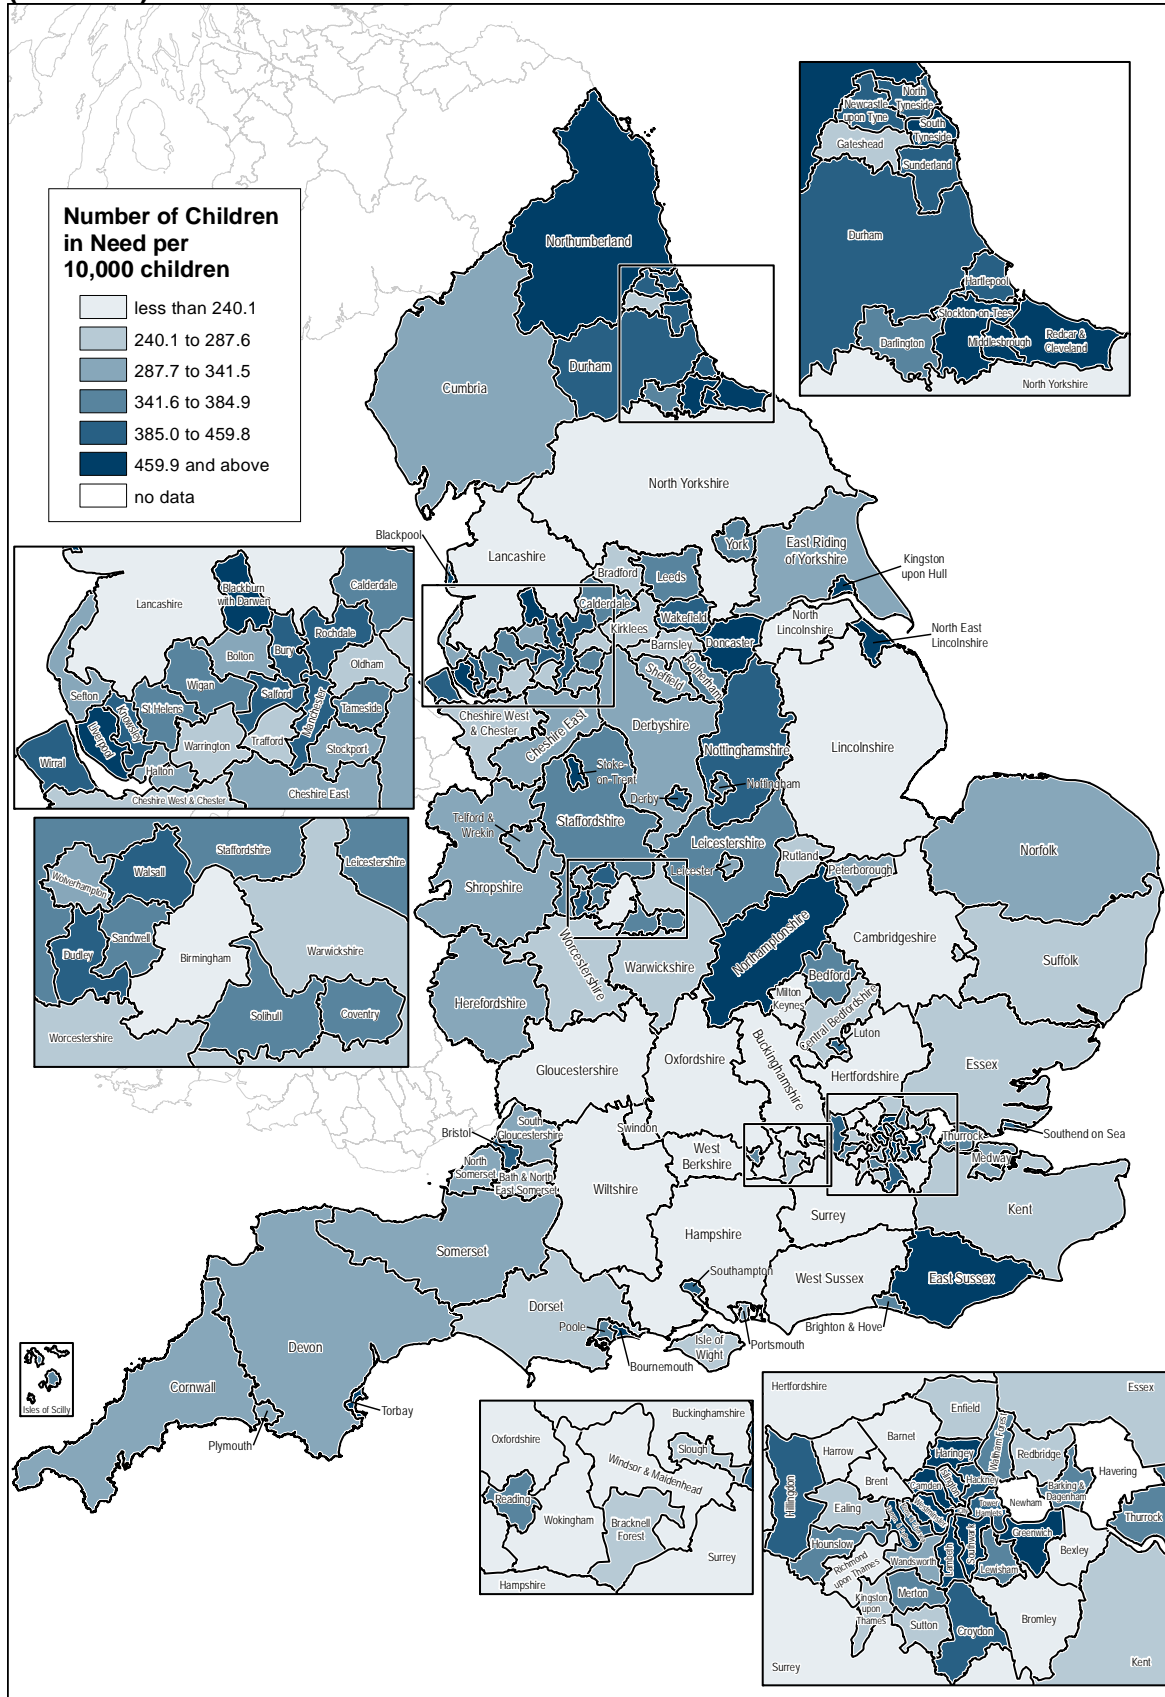 Number of Children
in Need per
10,000 children
less than 240.1
240.1 to 287.6
287.7 to 341.5
341.6 to 384.9
385.0 to 459.8
459.9 and above
no data
North
Tyneside
Newcastle
upon Tyne
South
Tyneside
Gateshead
Sunderland
Durham
Hartlepool
Stockton-on-Tees
Darlington
Middlesbrough
Redcar &
Cleveland
North Yorkshire
Northumberland
Durham
Cumbria
North Yorkshire
Blackpool
Lancashire
Bradford
Leeds
York
East Riding
of Yorkshire
Kingston
upon Hull
Calderdale
Kirklees
Wakefield
Barnsley
Doncaster
North
Lincolnshire
North East
Lincolnshire
Sheffield
Rotherham
Cheshire West
& Chester
Cheshire East
Derbyshire
Nottinghamshire
Lincolnshire
Stoke-
on-Trent
Nottingham
Derby
Staffordshire
Telford &
Wrekin
Leicestershire
Leicester
Rutland
Peterborough
Norfolk
Shropshire
Cambridgeshire
Suffolk
Northamptonshire
Worcestershire
Warwickshire
Herefordshire
Bedford
Milton
Keynes
Central Bedfordshire
Luton
Essex
Hertfordshire
Buckinghamshire
Oxfordshire
Gloucestershire
South
Gloucestershire
Swindon
Bristol
North
Somerset
Bath & North
East Somerset
West
Berkshire
Wiltshire
Thurrock
Southend on Sea
Medway
Kent
Surrey
Hampshire
West Sussex
East Sussex
Brighton & Hove
Southampton
Portsmouth
Isle of
Wight
Bournemouth
Poole
Dorset
Somerset
Devon
Torbay
Plymouth
Cornwall
Isles of Scilly
Lancashire
Blackburn
with Darwen
Calderdale
Rochdale
Bury
Bolton
Oldham
Wigan
Salford
Manchester
Tameside
Sefton
St Helens
Knowsley
Liverpool
Wirral
Warrington
Trafford
Stockport
Halton
Cheshire West & Chester
Cheshire East
Staffordshire
Leicestershire
Walsall
Wolverhampton
Sandwell
Dudley
Birmingham
Warwickshire
Solihull
Coventry
Worcestershire
Oxfordshire
Buckinghamshire
Slough
Windsor & Maidenhead
Reading
Wokingham
Bracknell
Forest
Surrey
Hampshire
Hertfordshire
Essex
Enfield
Barnet
Harrow
Haringey
Waltham Forest
Redbridge
Havering
Brent
Camden
Islington
Hackney
Barking &
Dagenham
Hillingdon
Ealing
Westminster
Tower
Hamlets
Newham
Thurrock
Greenwich
Hounslow
Richmond
upon Thames
Wandsworth
Lambeth
Southwark
Lewisham
Bexley
Merton
Kingston
upon
Thames
Sutton
Croydon
Bromley
Surrey
Kent